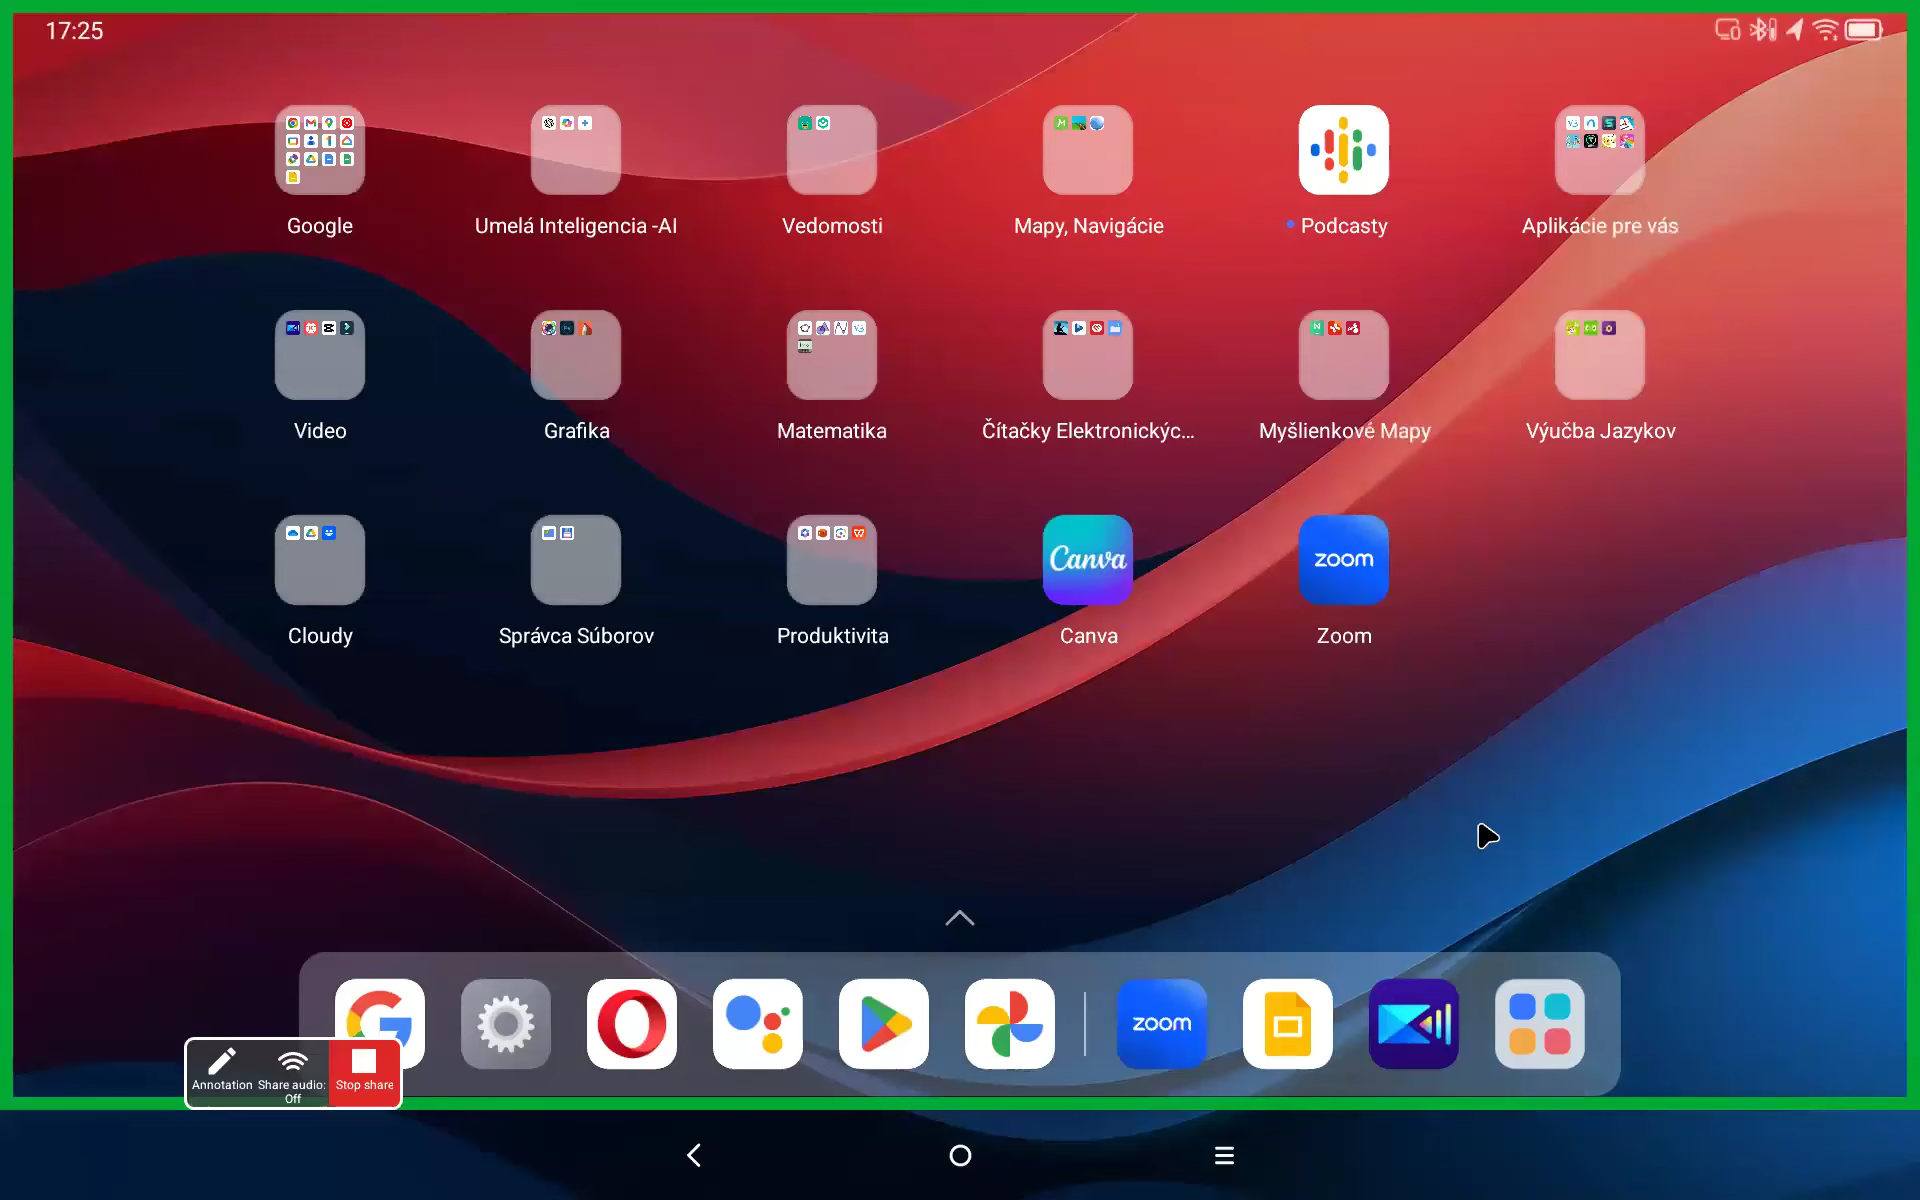 17:25
Google
Umelá Inteligencia -AI
Vedomosti
Mapy, Navigácie
Podcasty
Aplikácie pre vás
Video
Grafika
Matematika
Čítačky Elektronickýc...
Myšlienkové Mapy
Výučba Jazykov
Canva
zoom
Cloudy
Správca Súborov
Produktivita
Canva
Zoom
zoom
Annotation
Share audio:
Off
Stop share